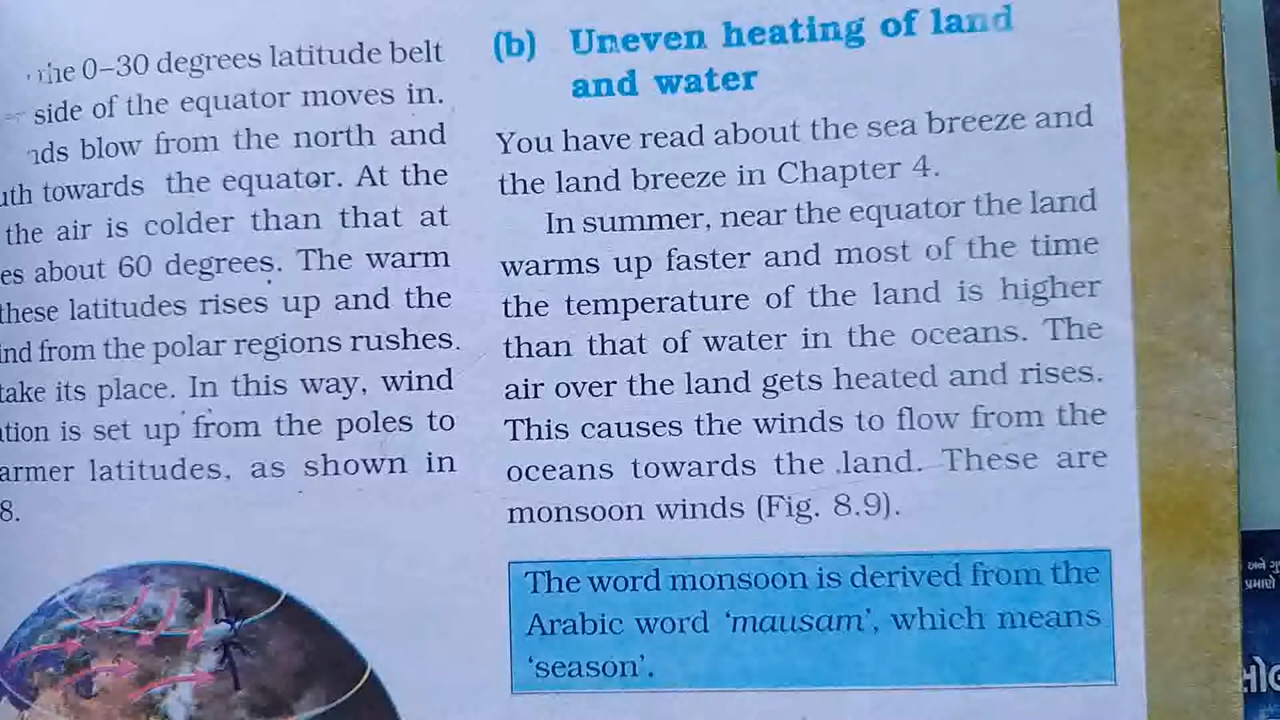 the 0–30 degrees latitude belt
side of the equator moves in.
blow from the north and
towards the equator. At the
the air is colder than that at
about 60 degrees. The warm
these latitudes rises up and the
from the polar regions rushes.
take its place. In this way, wind
is set up from the poles to
latitudes, as shown in
8.
(b) Uneven heating of land
and water
You have read about the sea breeze and
the land breeze in Chapter 4.
In summer, near the equator the land
warms up faster and most of the time
the temperature of the land is higher
than that of water in the oceans. The
air over the land gets heated and rises.
This causes the winds to flow from the
oceans towards the land. These are
monsoon winds (Fig. 8.9).
The word monsoon is derived from the
Arabic word ‘mausam’, which means
‘season’.
અને
પ્રમાણે